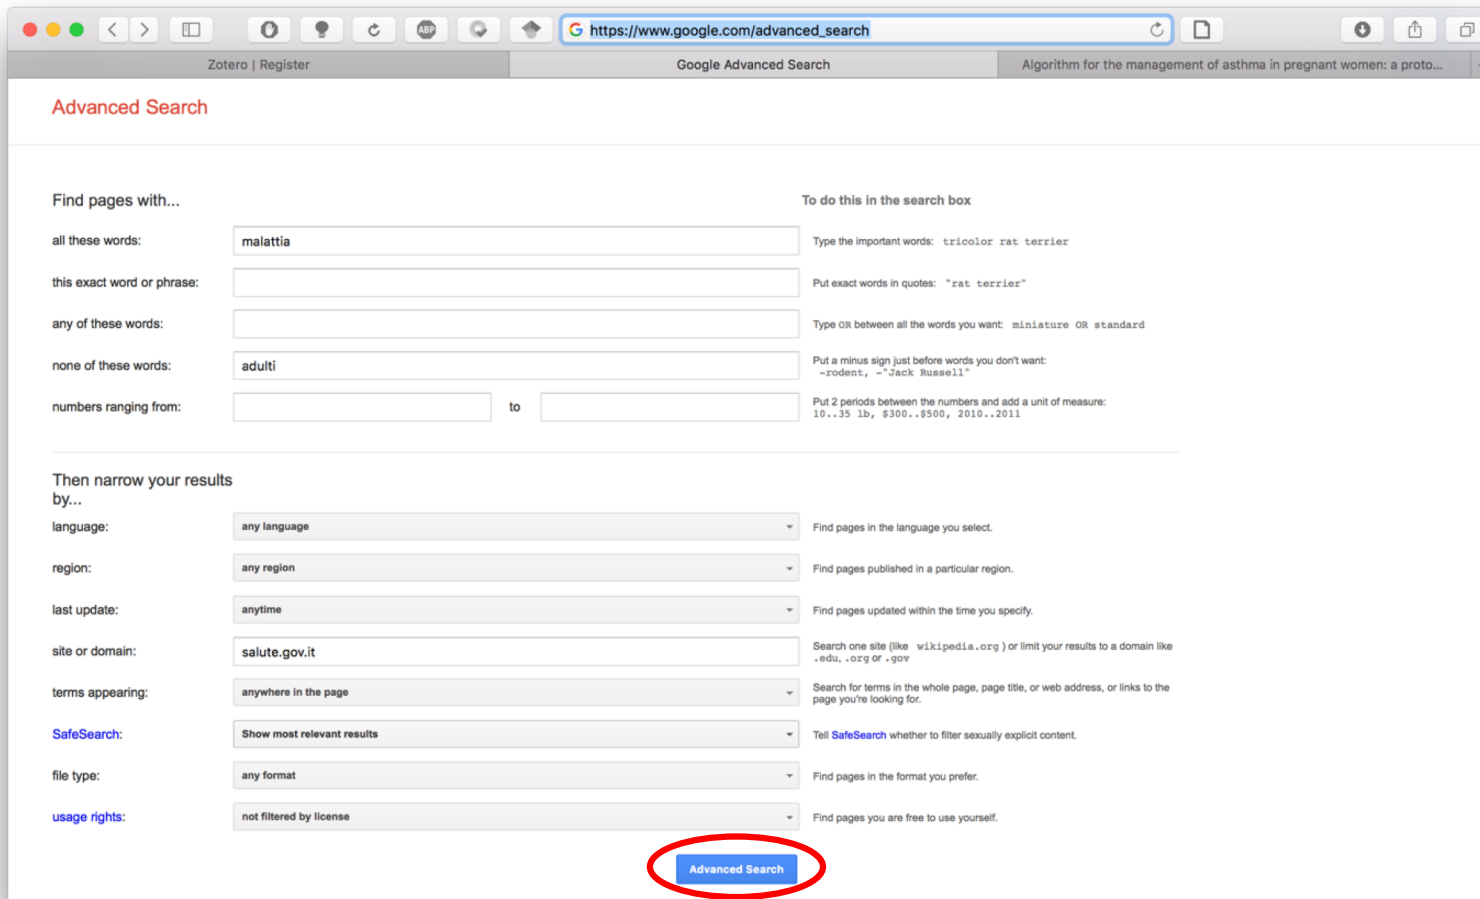 ABP
https://www.google.com/advanced_search
Zotero | Register
Google Advanced Search
Algorithm for the management of asthma in pregnant women: a proto...
Advanced Search
Find pages with...
To do this in the search box
all these words:
malattia
Type the important words: tricolor rat terrier
this exact word or phrase:
Put exact words in quotes: "rat terrier"
any of these words:
Type OR between all the words you want: miniature OR standard
none of these words:
adulti
Put a minus sign just before words you don't want:
-rodent, -"Jack Russell"
numbers ranging from:
to
Put 2 periods between the numbers and add a unit of measure:
10..35 lb, $300..$500, 2010..2011
Then narrow your results
by...
language:
any language
Find pages in the language you select.
region:
any region
Find pages published in a particular region.
last update:
anytime
Find pages updated within the time you specify.
site or domain:
salute.gov.it
Search one site (like wikipedia.org ) or limit your results to a domain like
.edu, .org or .gov
terms appearing:
anywhere in the page
Search for terms in the whole page, page title, or web address, or links to the
page you're looking for.
SafeSearch:
Show most relevant results
Tell SafeSearch whether to filter sexually explicit content.
file type:
any format
Find pages in the format you prefer.
usage rights:
not filtered by license
Find pages you are free to use yourself.
Advanced Search